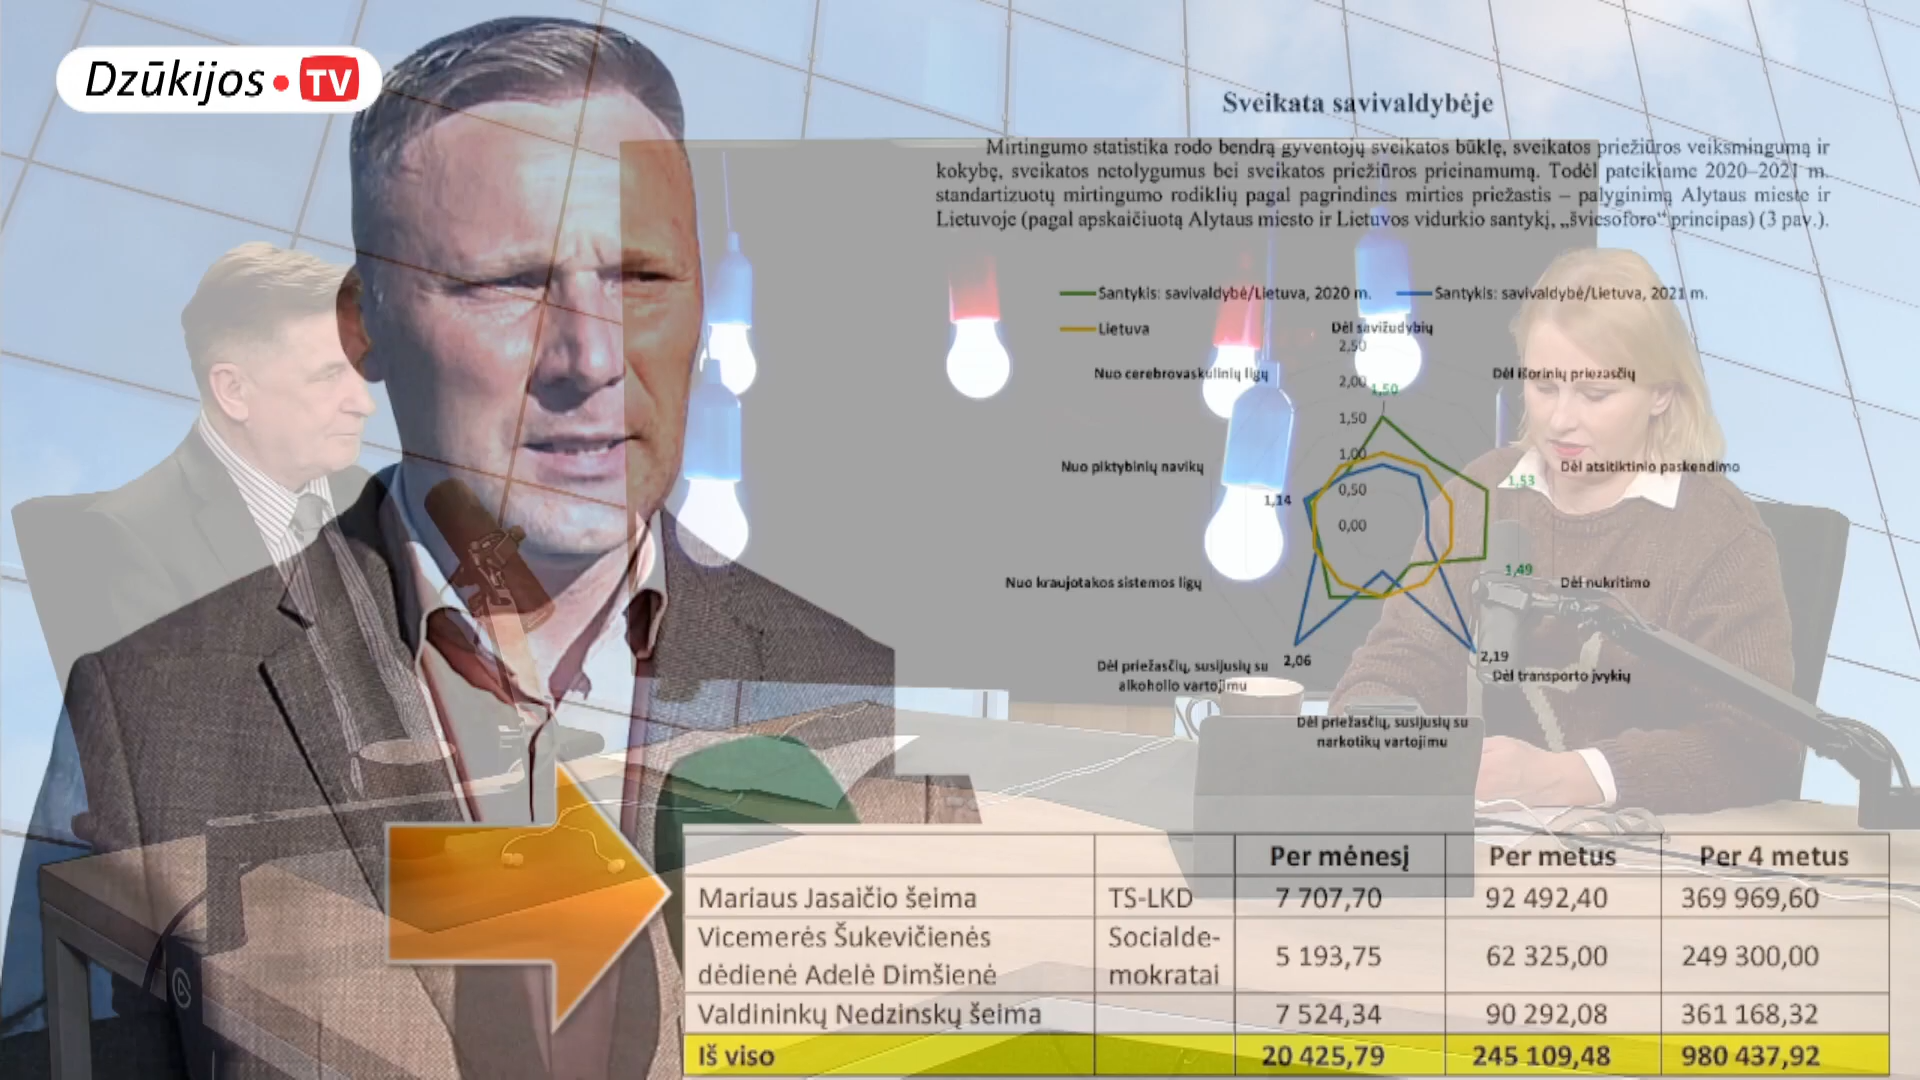 Dzūkijos TV
Sveikata savivaldybėje
Mirtingumo statistika rodo bendrą gyventojų sveikatos būklę, sveikatos priežiūros veiksmingumą ir
kokybę, sveikatos netolygumus bei sveikatos priežiūros prieinamumą. Todėl pateikiame 2020–2021 m.
standartizuotų mirtingumo rodiklių pagal pagrindines mirties priežastis – palyginimą Alytaus mieste ir
Lietuvoje (pagal apskaičiuotą Alytaus miesto ir Lietuvos vidurkio santykį, „šviesoforo“ principas) (3 pav.).
Santykis: savivaldybė/Lietuva, 2020 m.
Santykis: savivaldybė/Lietuva, 2021 m.
Lietuva
Dėl savižudybių
2,50
Nuo cerebrovaskulinių ligų
2,00
1,50
Dėl išorinių priežasčių
1,50
1,00
Nuo piktybinių navikų
Dėl atsitiktinio paskendimo
1,53
0,50
1,14
0,00
1,49
Nuo kraujotakos sistemos ligų
Dėl nukritimo
2,06
2,19
Dėl priežasčių, susijusių su
alkoholio vartojimu
Dėl transporto įvykių
Dėl priežasčių, susijusių su
narkotikų vartojimu
Per mėnesį Per metus Per 4 metus
Mariaus Jasaičio šeima TS-LKD 7 707,70 92 492,40 369 969,60
Vicemerės Šukevičienės
dėdienė Adelė Dimšienė
Socialde-
mokratai
5 193,75 62 325,00 249 300,00
Valdininkų Nedzinskų šeima 7 524,34 90 292,08 361 168,32
Iš viso 20 425,79 245 109,48 980 437,92